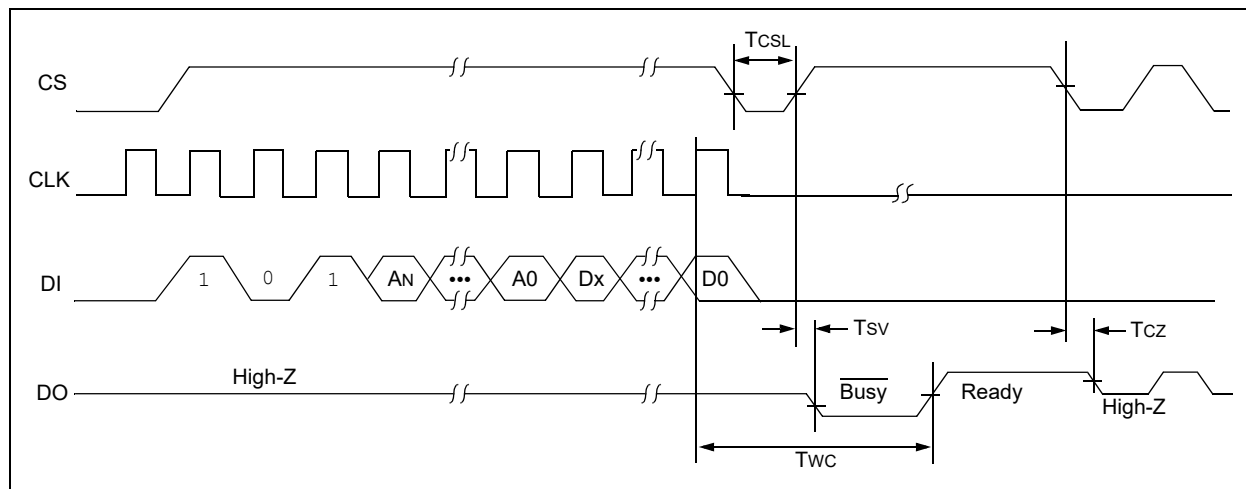 TCSL
CS
CLK
DI
1 0 1 AN ••• A0 Dx ••• D0
TSV
TCZ
High-Z
DO
Busy
Ready
High-Z
TWC